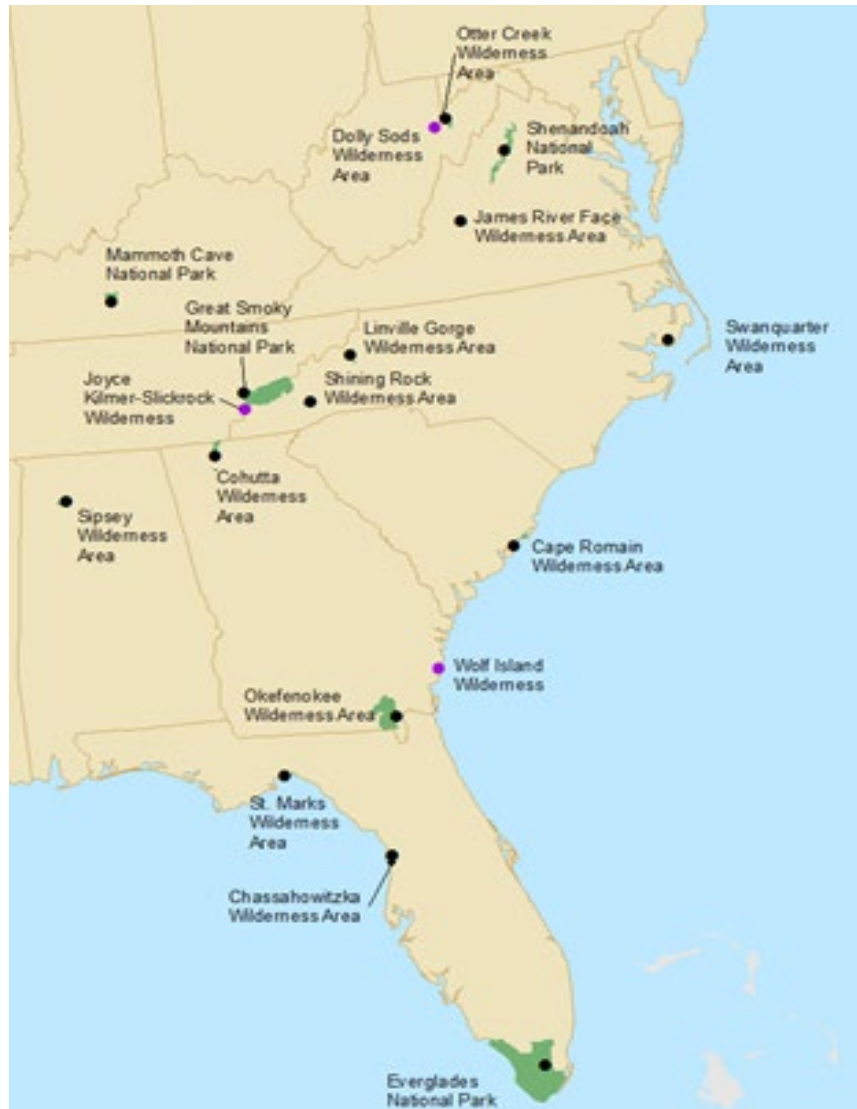 Otter Creek
Wilderness
Area
Dolly Sods
Wilderness
Area
Shenandoah
National
Park
James River Face
Wilderness Area
Mammoth Cave
National Park
Great Smoky
Mountains
National Park
Linville Gorge
Wilderness Area
Swanquarter
Wilderness
Area
Joyce
Kilmer-Slickrock
Wilderness
Shining Rock
Wilderness Area
Cohutta
Wilderness
Area
Sipsey
Wilderness
Area
Cape Romain
Wilderness Area
Wolf Island
Wilderness
Okefenokee
Wilderness Area
St. Marks
Wilderness
Area
Chassahowitzka
Wilderness Area
Everglades
National Park